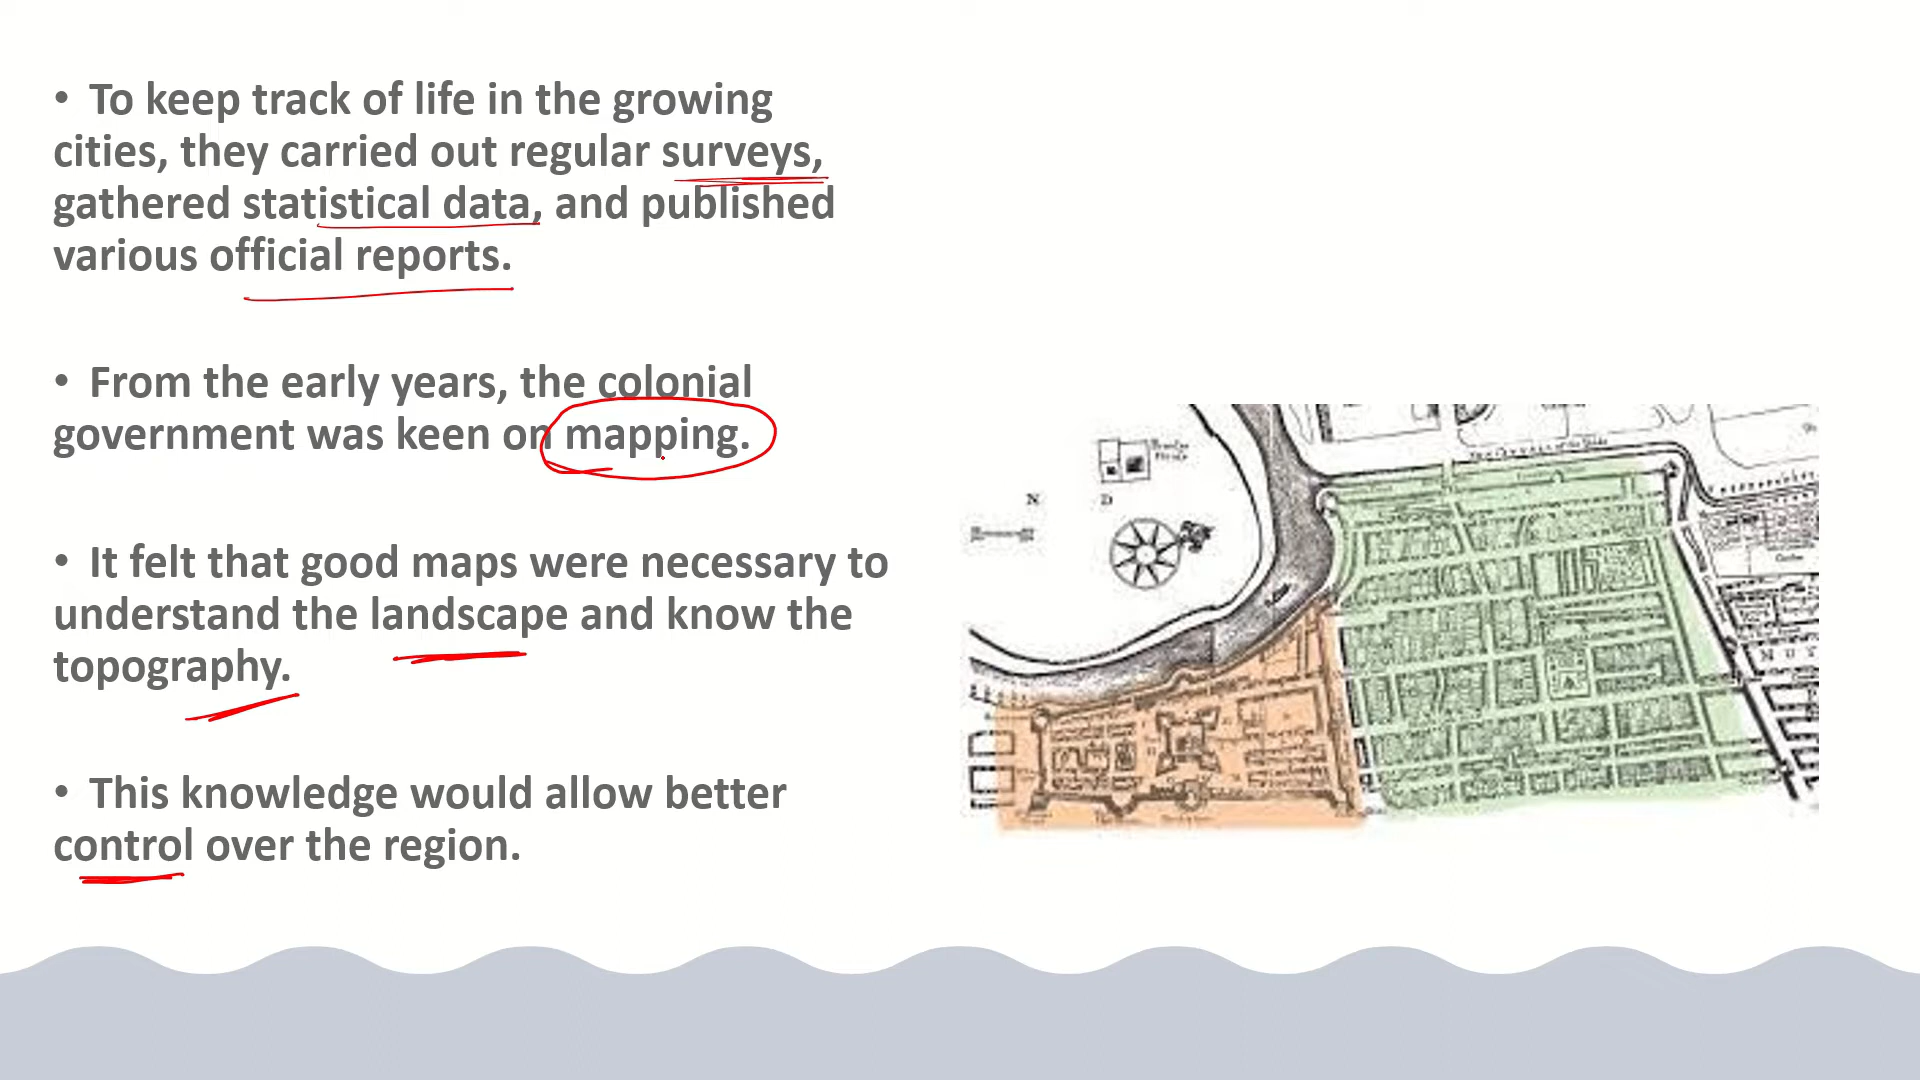 • To keep track of life in the growing
cities, they carried out regular surveys,
gathered statistical data, and published
various official reports.
• From the early years, the colonial
government was keen on mapping.
• It felt that good maps were necessary to
understand the landscape and know the
topography.
• This knowledge would allow better
control over the region.
N D